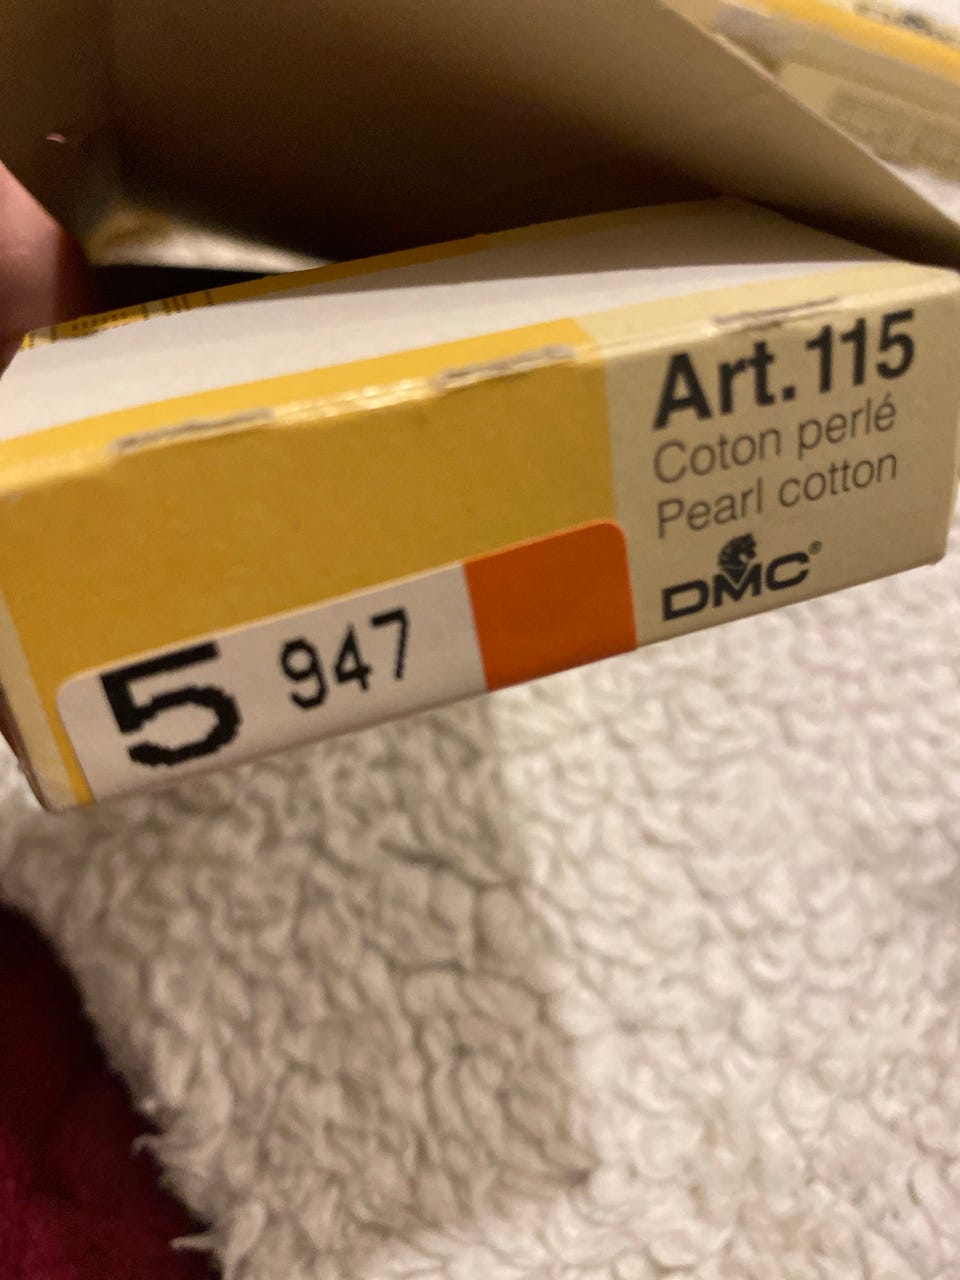 Art.115
Coton perlé
Pearl cotton
DMC®
5 947